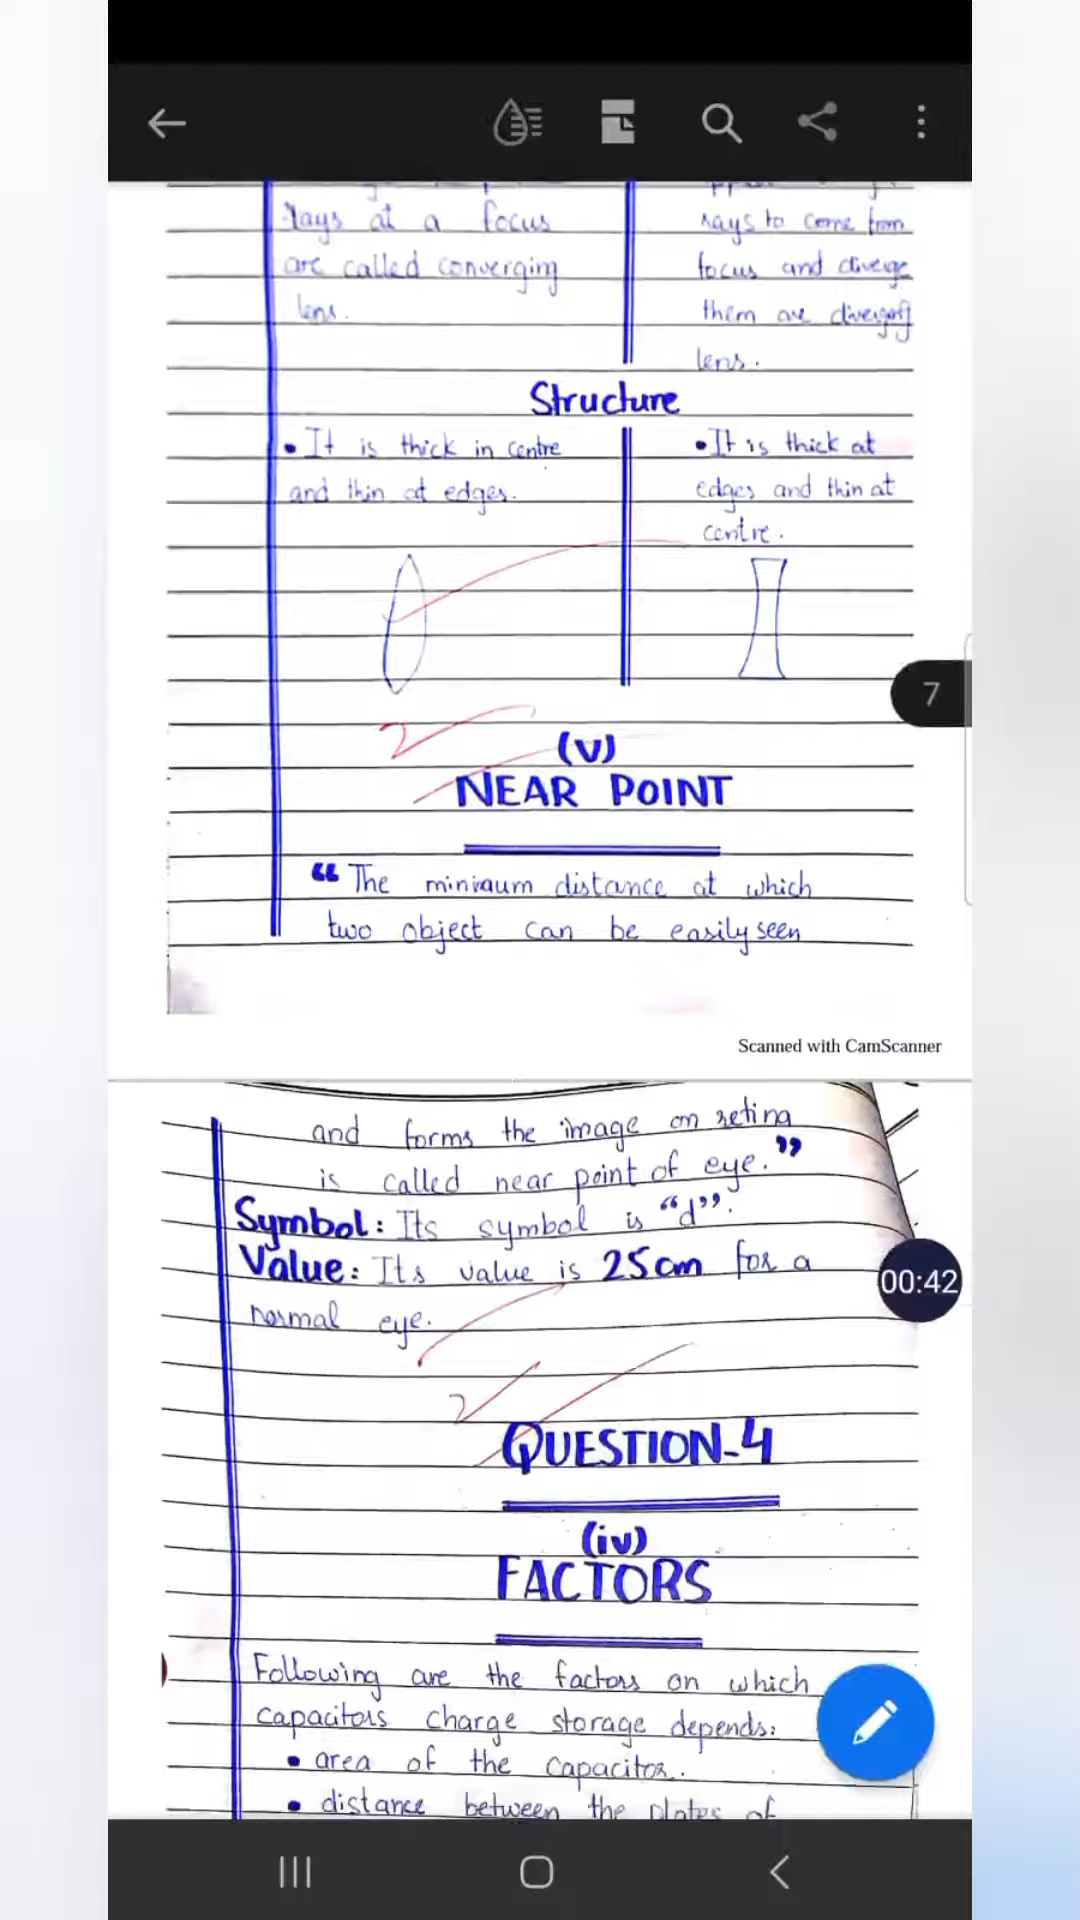 rays at a focus
rays to come from
are called converging
focus and diverge
lens.
them are diverging
lens.
Structure
• It is thick in centre
• It is thick at
and thin at edges.
edges and thin at
centre.
7
2
(v)
NEAR POINT
“ The miniaum distance at which
two object can be easily seen
Scanned with CamScanner
and forms the image on retina
is called near point of eye.”
Symbol: Its symbol is “d”.
Value: Its value is 25cm for a
00:42
normal eye.
2
QUESTION-4
(iv)
FACTORS
Following are the factors on which
capacitors charge storage depends:
• area of the capacitor.
• distance between the plates of